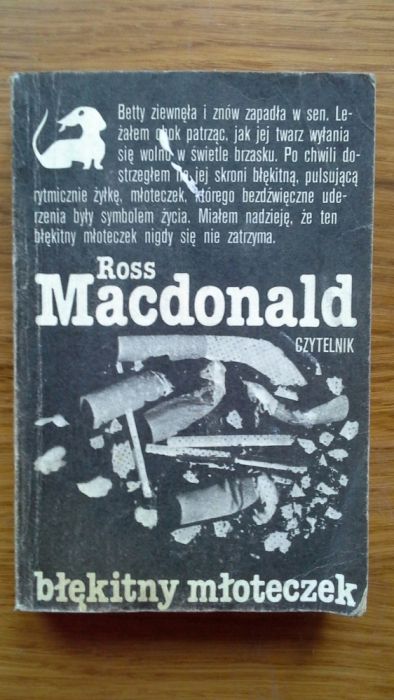 Betty ziewnęła i znów zapadła w sen. Le-
żałem obok patrząc, jak jej twarz wyłania
się wolno w świetle brzasku. Po chwili do-
strzegłem na jej skroni błękitną, pulsującą
rytmicznie żyłkę, młoteczek, którego bezdźwięczne ude-
rzenia były symbolem życia. Miałem nadzieję, że ten
błękitny młoteczek nigdy się nie zatrzyma.
Ross
Macdonald
CZYTELNIK
błękitny młoteczek